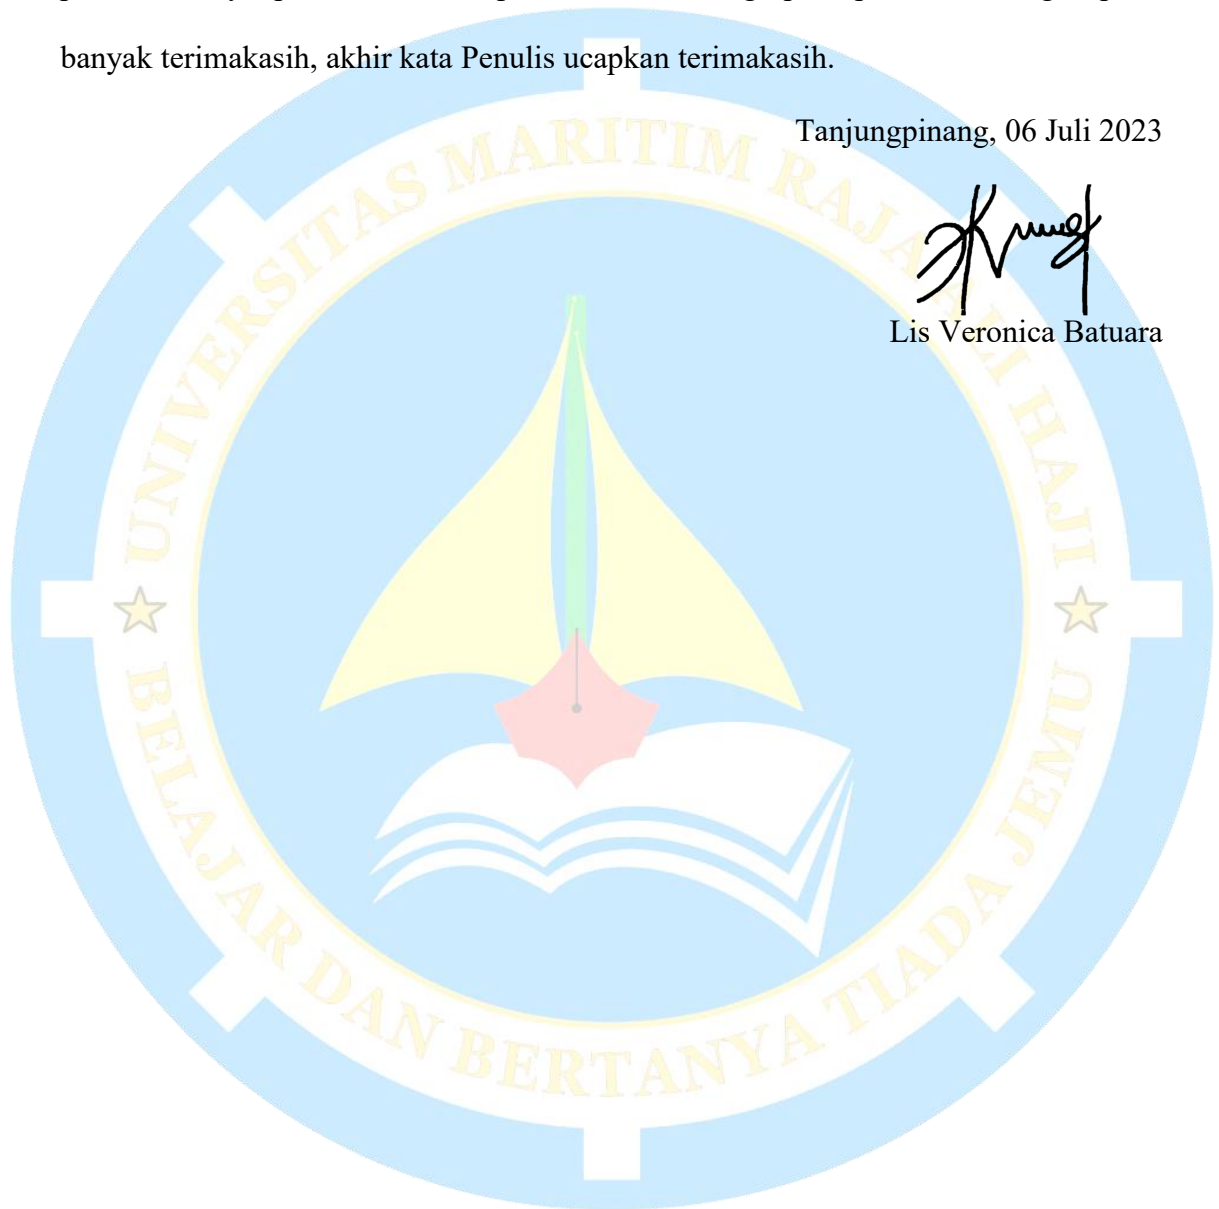 banyak terimakasih, akhir kata Penulis ucapkan terimakasih.
Tanjungpinang, 06 Juli 2023
Lis Veronica Batuara
UNIVERSITAS MARITIM RAJA ALI HAJI
BELAJAR DAN BERTANYA TIADA JEMU